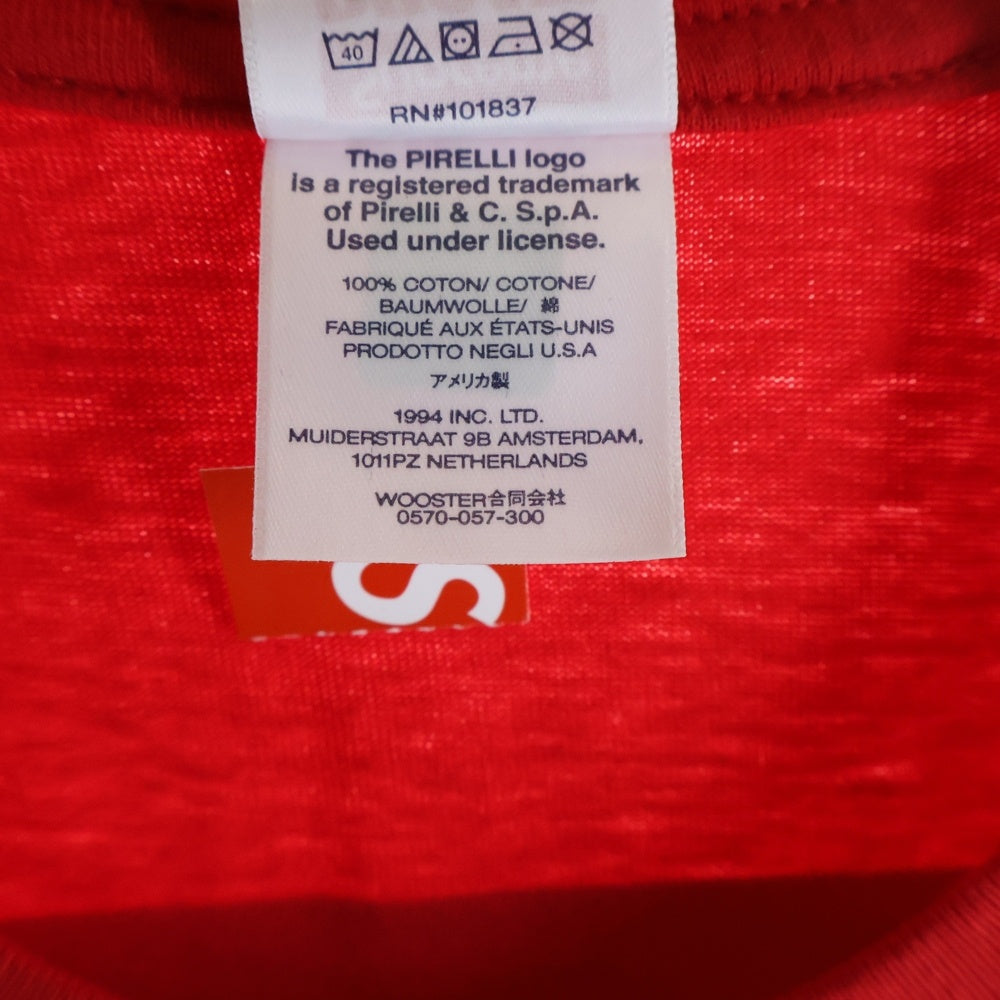 40
RN#101837
The PIRELLI logo
is a registered trademark
of Pirelli & C. S.p.A.
Used under license.
100% COTON/ COTONE/
BAUMWOLLE/ 綿
FABRIQUÉ AUX ÉTATS-UNIS
PRODOTTO NEGLI U.S.A
アメリカ製
1994 INC. LTD.
MUIDERSTRAAT 9B AMSTERDAM,
1011PZ NETHERLANDS
WOOSTER合同会社
0570-057-300
S